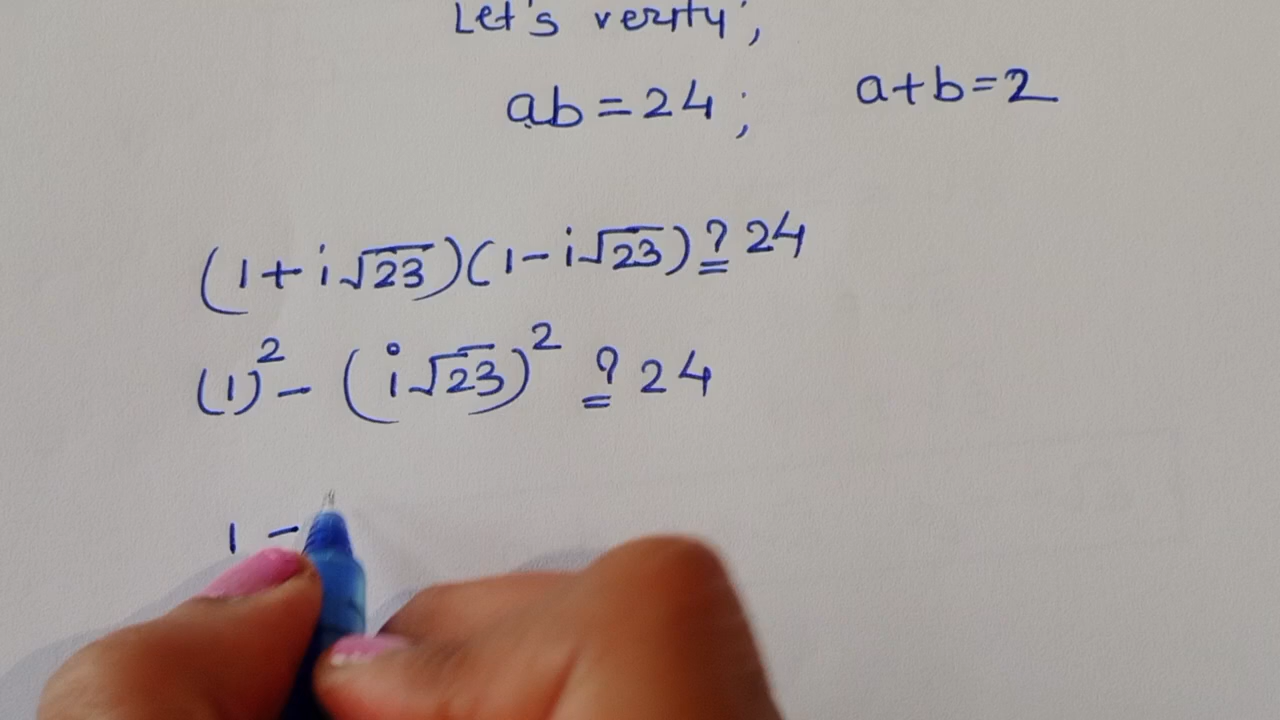 Let's verify;
ab = 24; a+b=2
(1+i√23)(1-i√23) ?= 24
(1)² - (i√23)² ?= 24
1 -